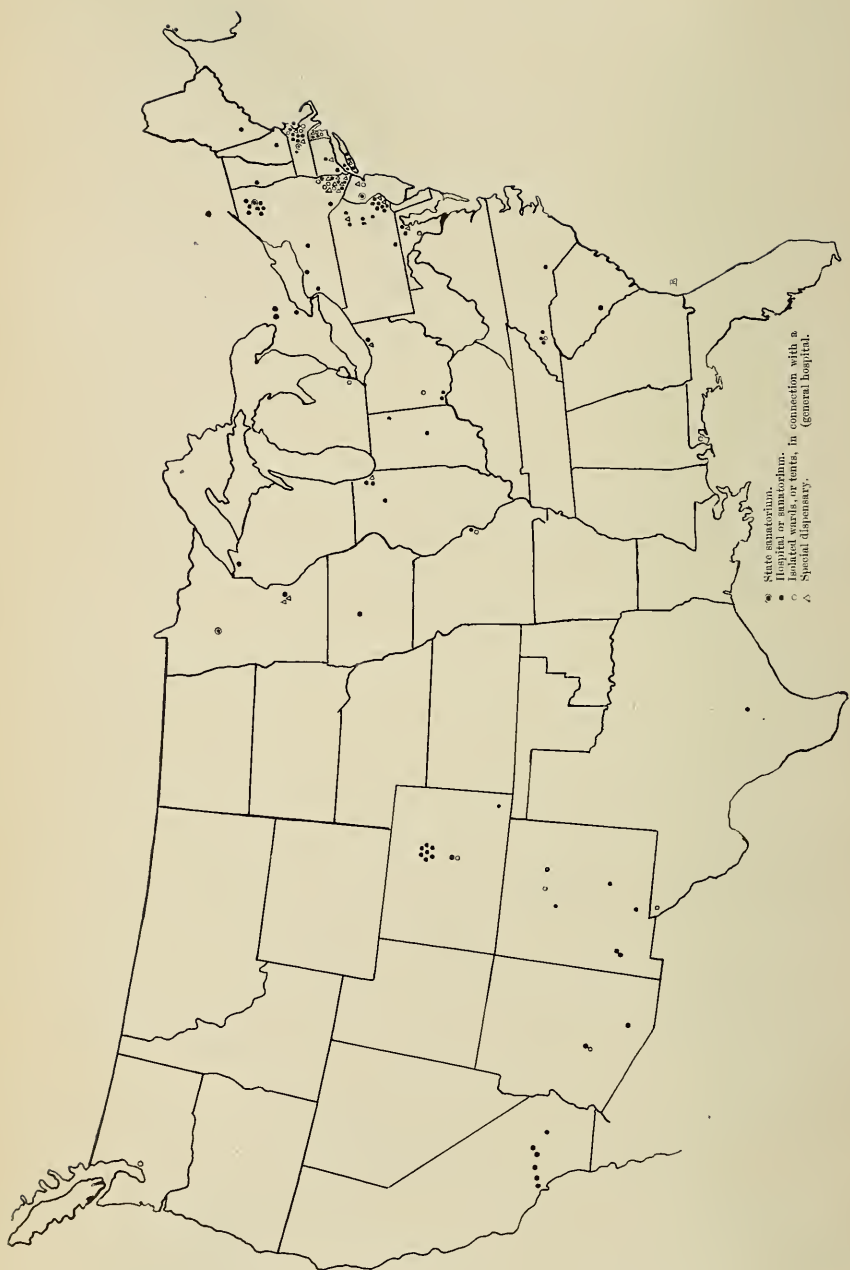 ◉ State sanatorium.
● Hospital or sanatorium.
○ Isolated wards, or tents, in connection with a
(general hospital.
△ Special dispensary.